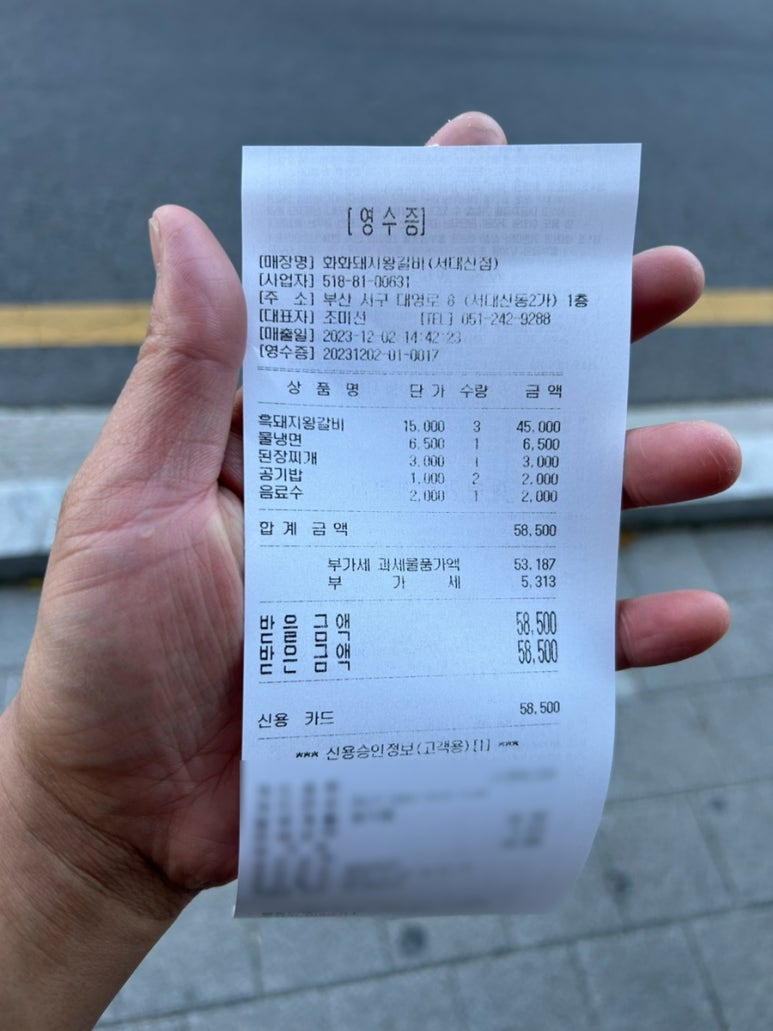 [영수증]
[매장명] 화화돼지왕갈비(서대신점)
[사업자] 518-81-00631
[주 소] 부산 서구 대영로 6 (서대신동2가) 1층
[대표자] 조미선 [TEL] 051-242-9288
[매출일] 2023-12-02 14:42:23
[영수증] 20231202-01-0017
상 품 명 단 가 수량 금 액
흑돼지왕갈비 15,000 3 45,000
물냉면 6,500 1 6,500
된장찌개 3,000 1 3,000
공기밥 1,000 2 2,000
음료수 2,000 1 2,000
합 계 금 액 58,500
부가세 과세물품가액 53,187
부 가 세 5,313
받 을 금 액 58,500
받 은 금 액 58,500
신용 카드 58,500
*** 신용승인정보(고객용)[1] ***